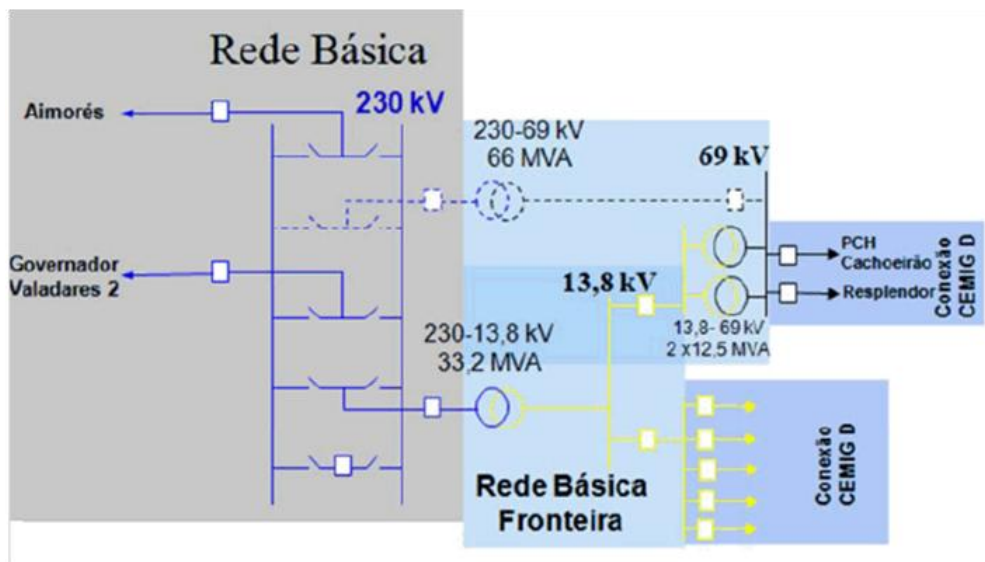 Rede Básica
Aimorés
230 kV
230-69 kV
66 MVA
69 kV
Governador
Valadares 2
13,8 kV
PCH
Cachoeirão
Resplendor
Conexão
CEMIG D
230-13,8 kV
33,2 MVA
13,8- 69 kV
2 x12,5 MVA
Rede Básica
Fronteira
Conexão
CEMIG D